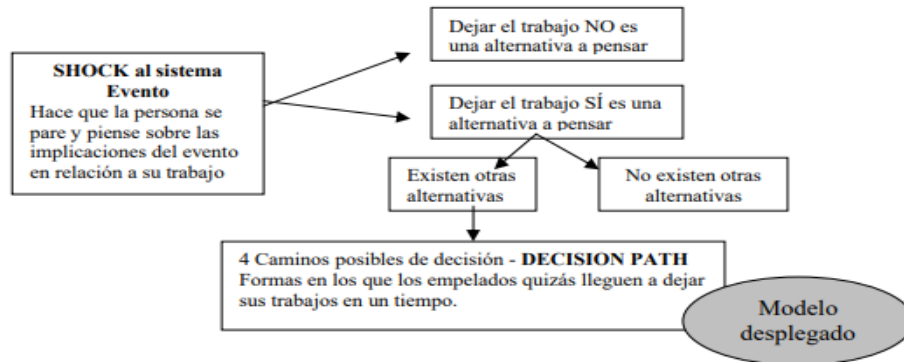 Dejar el trabajo NO es
una alternativa a pensar
SHOCK al sistema
Evento
Hace que la persona se
pare y piense sobre las
implicaciones del evento
en relación a su trabajo
Dejar el trabajo SÍ es una
alternativa a pensar
Existen otras
alternativas
No existen otras
alternativas
4 Caminos posibles de decisión - DECISION PATH
Formas en los que los empelados quizás lleguen a dejar
sus trabajos en un tiempo.
Modelo
desplegado